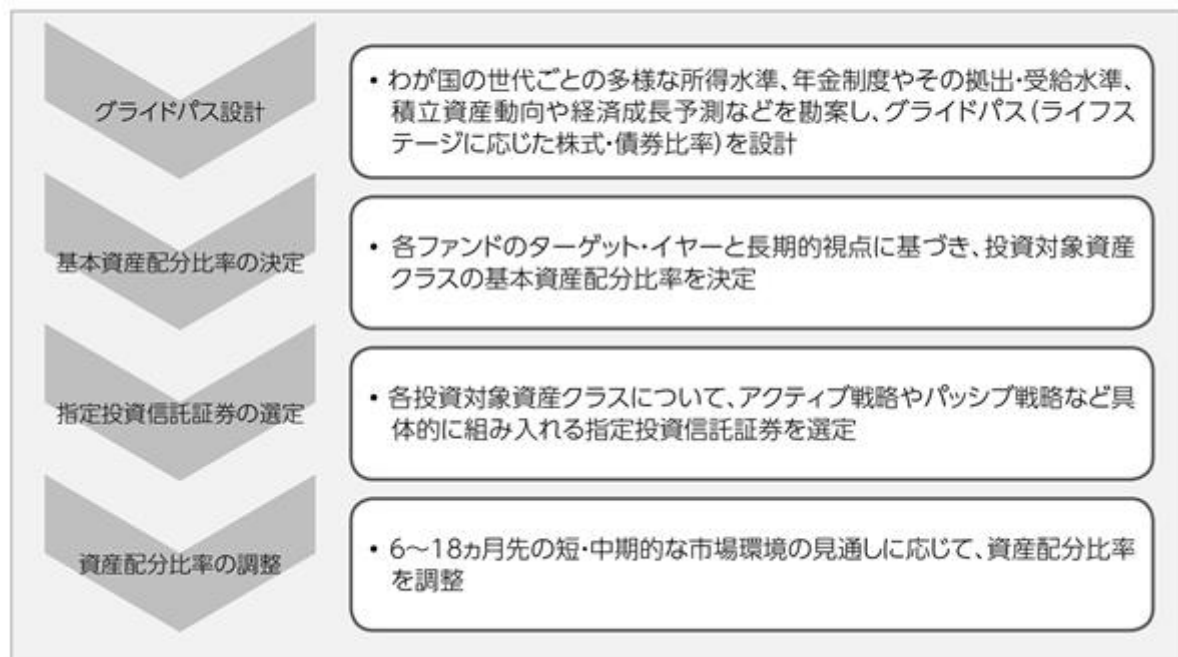 グライドパス設計
・わが国の世代ごとの多様な所得水準、年金制度やその拠出・受給水準、
積立資産動向や経済成長予測などを勘案し、グライドパス(ライフス
テージに応じた株式・債券比率)を設計
基本資産配分比率の決定
・各ファンドのターゲット・イヤーと長期的視点に基づき、投資対象資産
クラスの基本資産配分比率を決定
指定投資信託証券の選定
・各投資対象資産クラスについて、アクティブ戦略やパッシブ戦略など具
体的に組み入れる指定投資信託証券を選定
資産配分比率の調整
・6～18ヵ月先の短・中期的な市場環境の見通しに応じて、資産配分比率
を調整